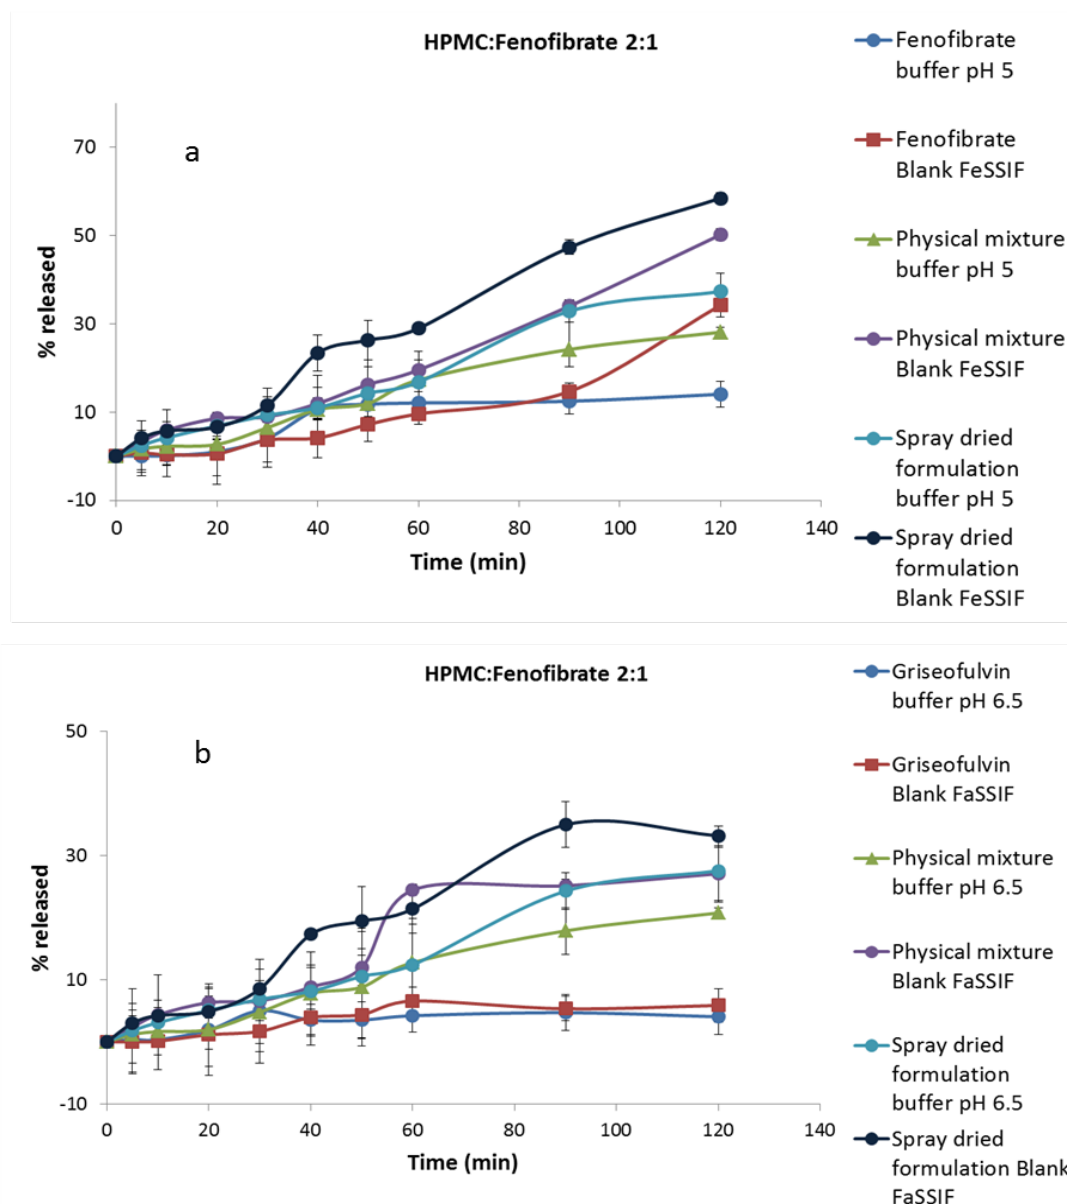 HPMC:Fenofibrate 2:1
a
% released
70
50
30
10
-10
0 20 40 60 80 100 120 140
Time (min)
Fenofibrate
buffer pH 5
Fenofibrate
Blank FeSSIF
Physical mixture
buffer pH 5
Physical mixture
Blank FeSSIF
Spray dried
formulation
buffer pH 5
Spray dried
formulation
Blank FeSSIF
HPMC:Fenofibrate 2:1
b
% released
50
30
10
-10
0 20 40 60 80 100 120 140
Time (min)
Griseofulvin
buffer pH 6.5
Griseofulvin
Blank FaSSIF
Physical mixture
buffer pH 6.5
Physical mixture
Blank FaSSIF
Spray dried
formulation
buffer pH 6.5
Spray dried
formulation Blank
FaSSIF